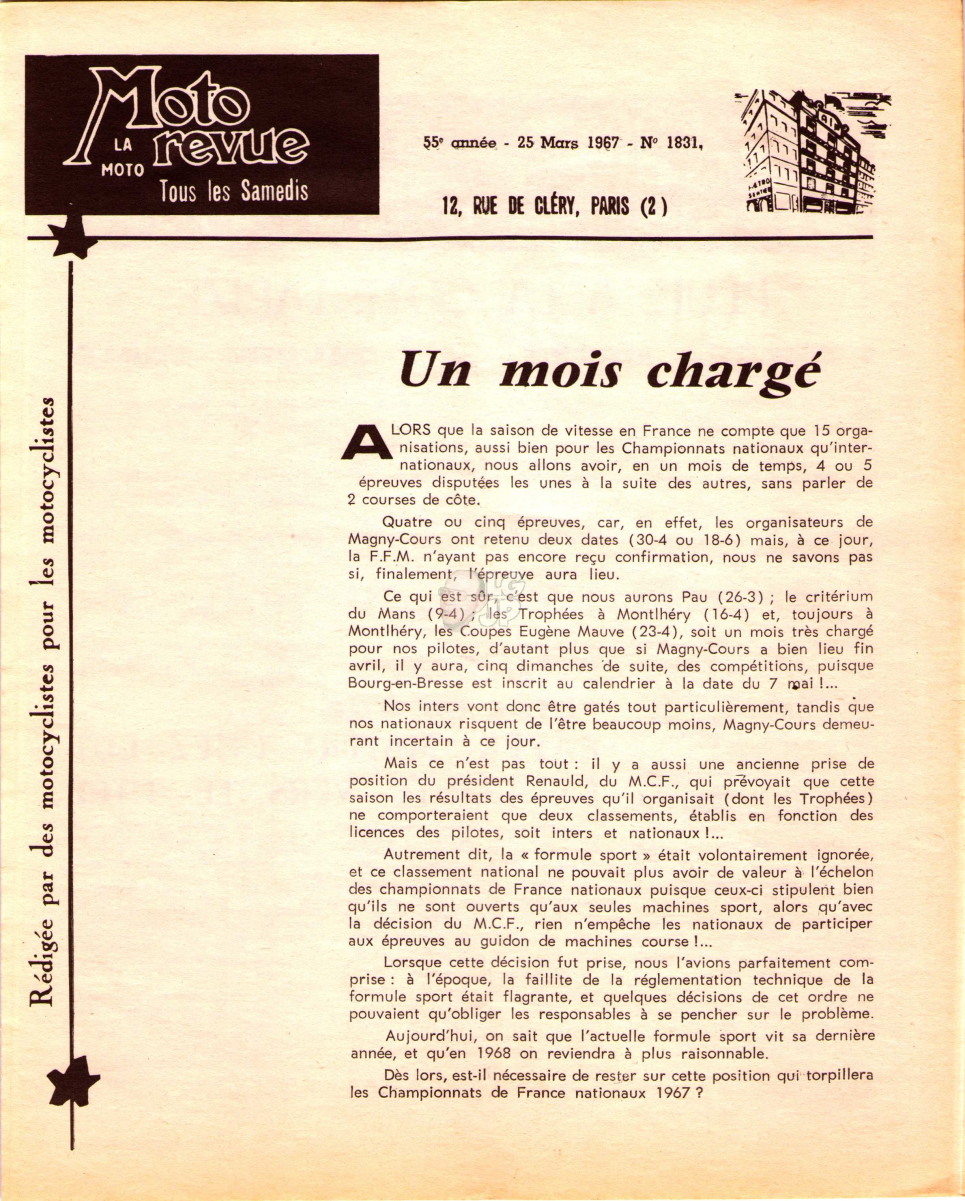 Moto
revue
LA
MOTO
Tous les Samedis
55e année - 25 Mars 1967 - No 1831,
12, RUE DE CLÉRY, PARIS (2)
Rédigée par des motocyclistes pour les motocyclistes
Un mois chargé
ALORS que la saison de vitesse en France ne compte que 15 orga-
nisations, aussi bien pour les Championnats nationaux qu'inter-
nationaux, nous allons avoir, en un mois de temps, 4 ou 5
épreuves disputées les unes à la suite des autres, sans parler de
2 courses de côte.
Quatre ou cinq épreuves, car, en effet, les organisateurs de
Magny-Cours ont retenu deux dates (30-4 ou 18-6) mais, à ce jour,
la F.F.M. n'ayant pas encore reçu confirmation, nous ne savons pas
si, finalement, l'épreuve aura lieu.
Ce qui est sûr, c'est que nous aurons Pau (26-3) ; le critérium
du Mans (9-4) ; les Trophées à Montlhéry (16-4) et, toujours à
Montlhéry, les Coupes Eugène Mauve (23-4), soit un mois très chargé
pour nos pilotes, d'autant plus que si Magny-Cours a bien lieu fin
avril, il y aura, cinq dimanches de suite, des compétitions, puisque
Bourg-en-Bresse est inscrit au calendrier à la date du 7 mai !...
Nos inters vont donc être gatés tout particulièrement, tandis que
nos nationaux risquent de l'être beaucoup moins, Magny-Cours demeu-
rant incertain à ce jour.
Mais ce n'est pas tout : il y a aussi une ancienne prise de
position du président Renauld, du M.C.F., qui prévoyait que cette
saison les résultats des épreuves qu'il organisait (dont les Trophées)
ne comporteraient que deux classements, établis en fonction des
licences des pilotes, soit inters et nationaux !...
Autrement dit, la « formule sport » était volontairement ignorée,
et ce classement national ne pouvait plus avoir de valeur à l'échelon
des championnats de France nationaux puisque ceux-ci stipulent bien
qu'ils ne sont ouverts qu'aux seules machines sport, alors qu'avec
la décision du M.C.F., rien n'empêche les nationaux de participer
aux épreuves au guidon de machines course !...
Lorsque cette décision fut prise, nous l'avions parfaitement com-
prise : à l'époque, la faillite de la réglementation technique de la
formule sport était flagrante, et quelques décisions de cet ordre ne
pouvaient qu'obliger les responsables à se pencher sur le problème.
Aujourd'hui, on sait que l'actuelle formule sport vit sa dernière
année, et qu'en 1968 on reviendra à plus raisonnable.
Dès lors, est-il nécessaire de rester sur cette position qui torpillera
les Championnats de France nationaux 1967 ?